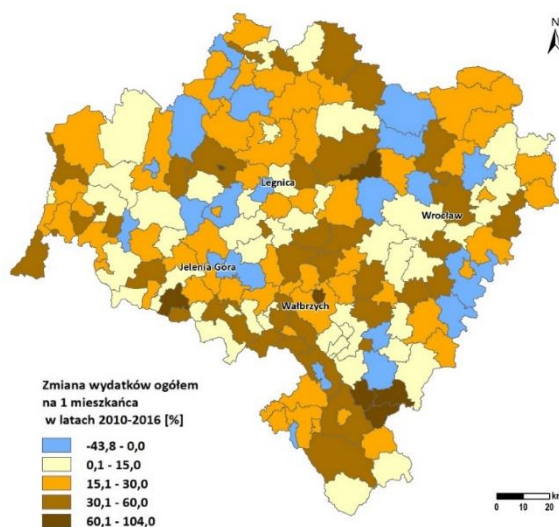 N
Legnica
Wrocław
Jelenia Góra
Wałbrzych
Zmiana wydatków ogółem
na 1 mieszkańca
w latach 2010-2016 [%]
-43,8 - 0,0
0,1 - 15,0
15,1 - 30,0
30,1 - 60,0
60,1 - 104,0
km
0 10 20